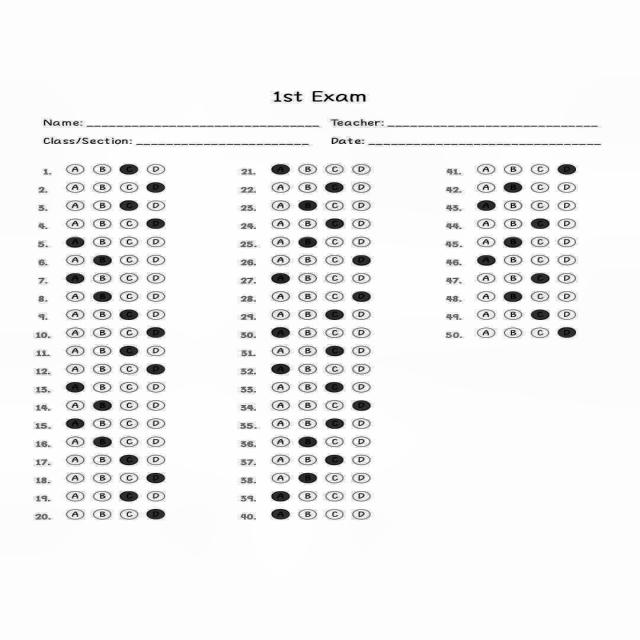 1st Exam
Name: ______________________________ Teacher: ___________________________
Class/Section: ______________________ Date: ______________________________
1. A B C D
2. A B C D
3. A B C D
4. A B C D
5. A B C D
6. A B C D
7. A B C D
8. A B C D
9. A B C D
10. A B C D
11. A B C D
12. A B C D
13. A B C D
14. A B C D
15. A B C D
16. A B C D
17. A B C D
18. A B C D
19. A B C D
20. A B C D
21. A B C D
22. A B C D
23. A B C D
24. A B C D
25. A B C D
26. A B C D
27. A B C D
28. A B C D
29. A B C D
30. A B C D
31. A B C D
32. A B C D
33. A B C D
34. A B C D
35. A B C D
36. A B C D
37. A B C D
38. A B C D
39. A B C D
40. A B C D
41. A B C D
42. A B C D
43. A B C D
44. A B C D
45. A B C D
46. A B C D
47. A B C D
48. A B C D
49. A B C D
50. A B C D